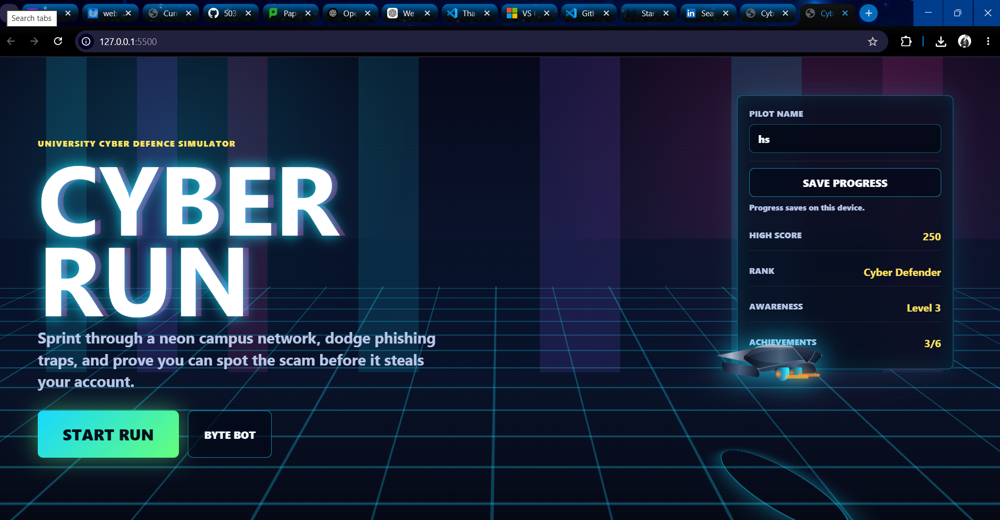 Search tabs
web
Curr
503
Pap
Ope
We
Tha
VS
Git
Star
Sea
Cyb
Cyb
127.0.0.1:5500
UNIVERSITY CYBER DEFENCE SIMULATOR
CYBER
RUN
Sprint through a neon campus network, dodge phishing
traps, and prove you can spot the scam before it steals
your account.
START RUN
BYTE BOT
PILOT NAME
hs
SAVE PROGRESS
Progress saves on this device.
HIGH SCORE 250
RANK Cyber Defender
AWARENESS Level 3
ACHIEVEMENTS 3/6